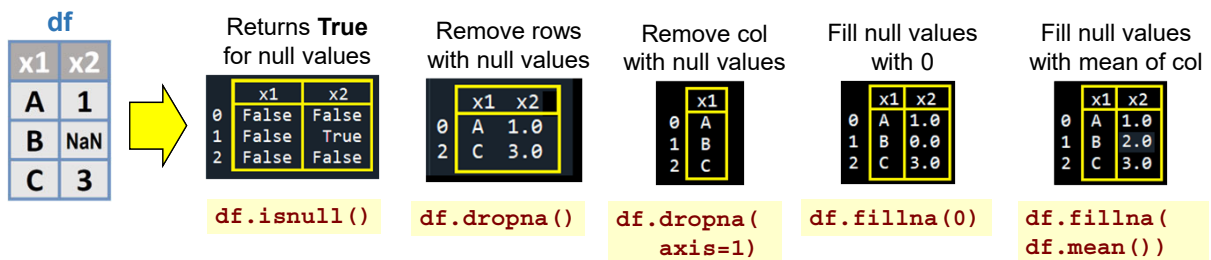 df
x1 x2
A 1
B NaN
C 3
Returns True
for null values
x1 x2
0 False False
1 False True
2 False False
df.isnull()
Remove rows
with null values
x1 x2
0 A 1.0
2 C 3.0
df.dropna()
Remove col
with null values
x1
0 A
1 B
2 C
df.dropna(
axis=1)
Fill null values
with 0
x1 x2
0 A 1.0
1 B 0.0
2 C 3.0
df.fillna(0)
Fill null values
with mean of col
x1 x2
0 A 1.0
1 B 2.0
2 C 3.0
df.fillna(
df.mean())